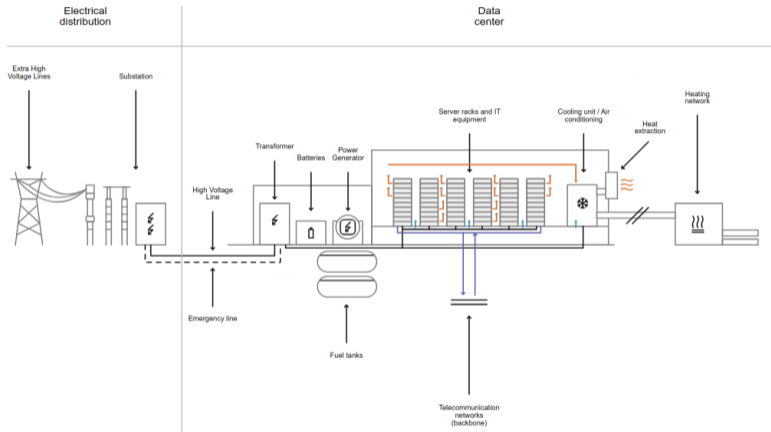 Electrical
distribution
Data
center
Extra High
Voltage Lines
Substation
Transformer
Batteries
Power
Generator
Server racks and IT
equipment
Cooling unit / Air
conditioning
Heat
extraction
Heating
network
High Voltage
Line
Emergency line
Fuel tanks
Telecommunication
networks
(backbone)